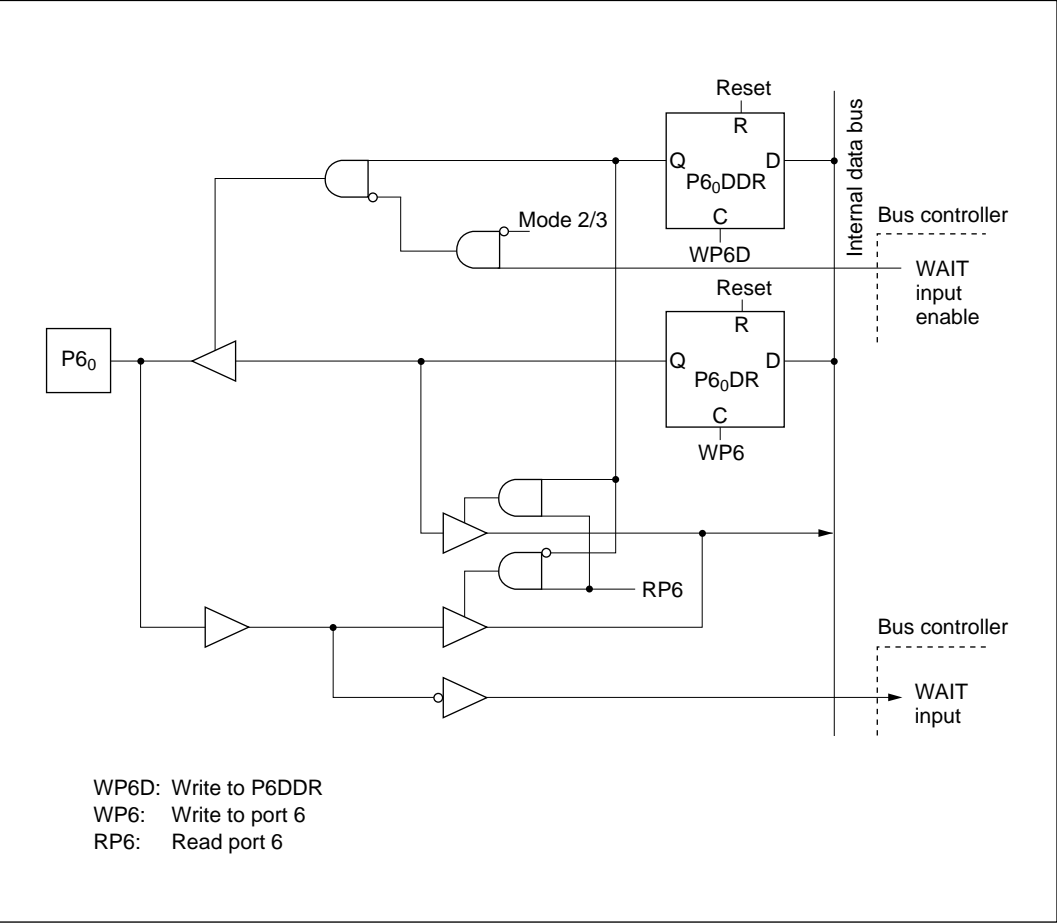 Reset
R
Q D
P6₀DDR
C
WP6D
Internal data bus
Bus controller
Mode 2/3
WAIT
input
enable
Reset
R
P6₀
Q D
P6₀DR
C
WP6
RP6
Bus controller
WAIT
input
WP6D: Write to P6DDR
WP6: Write to port 6
RP6: Read port 6